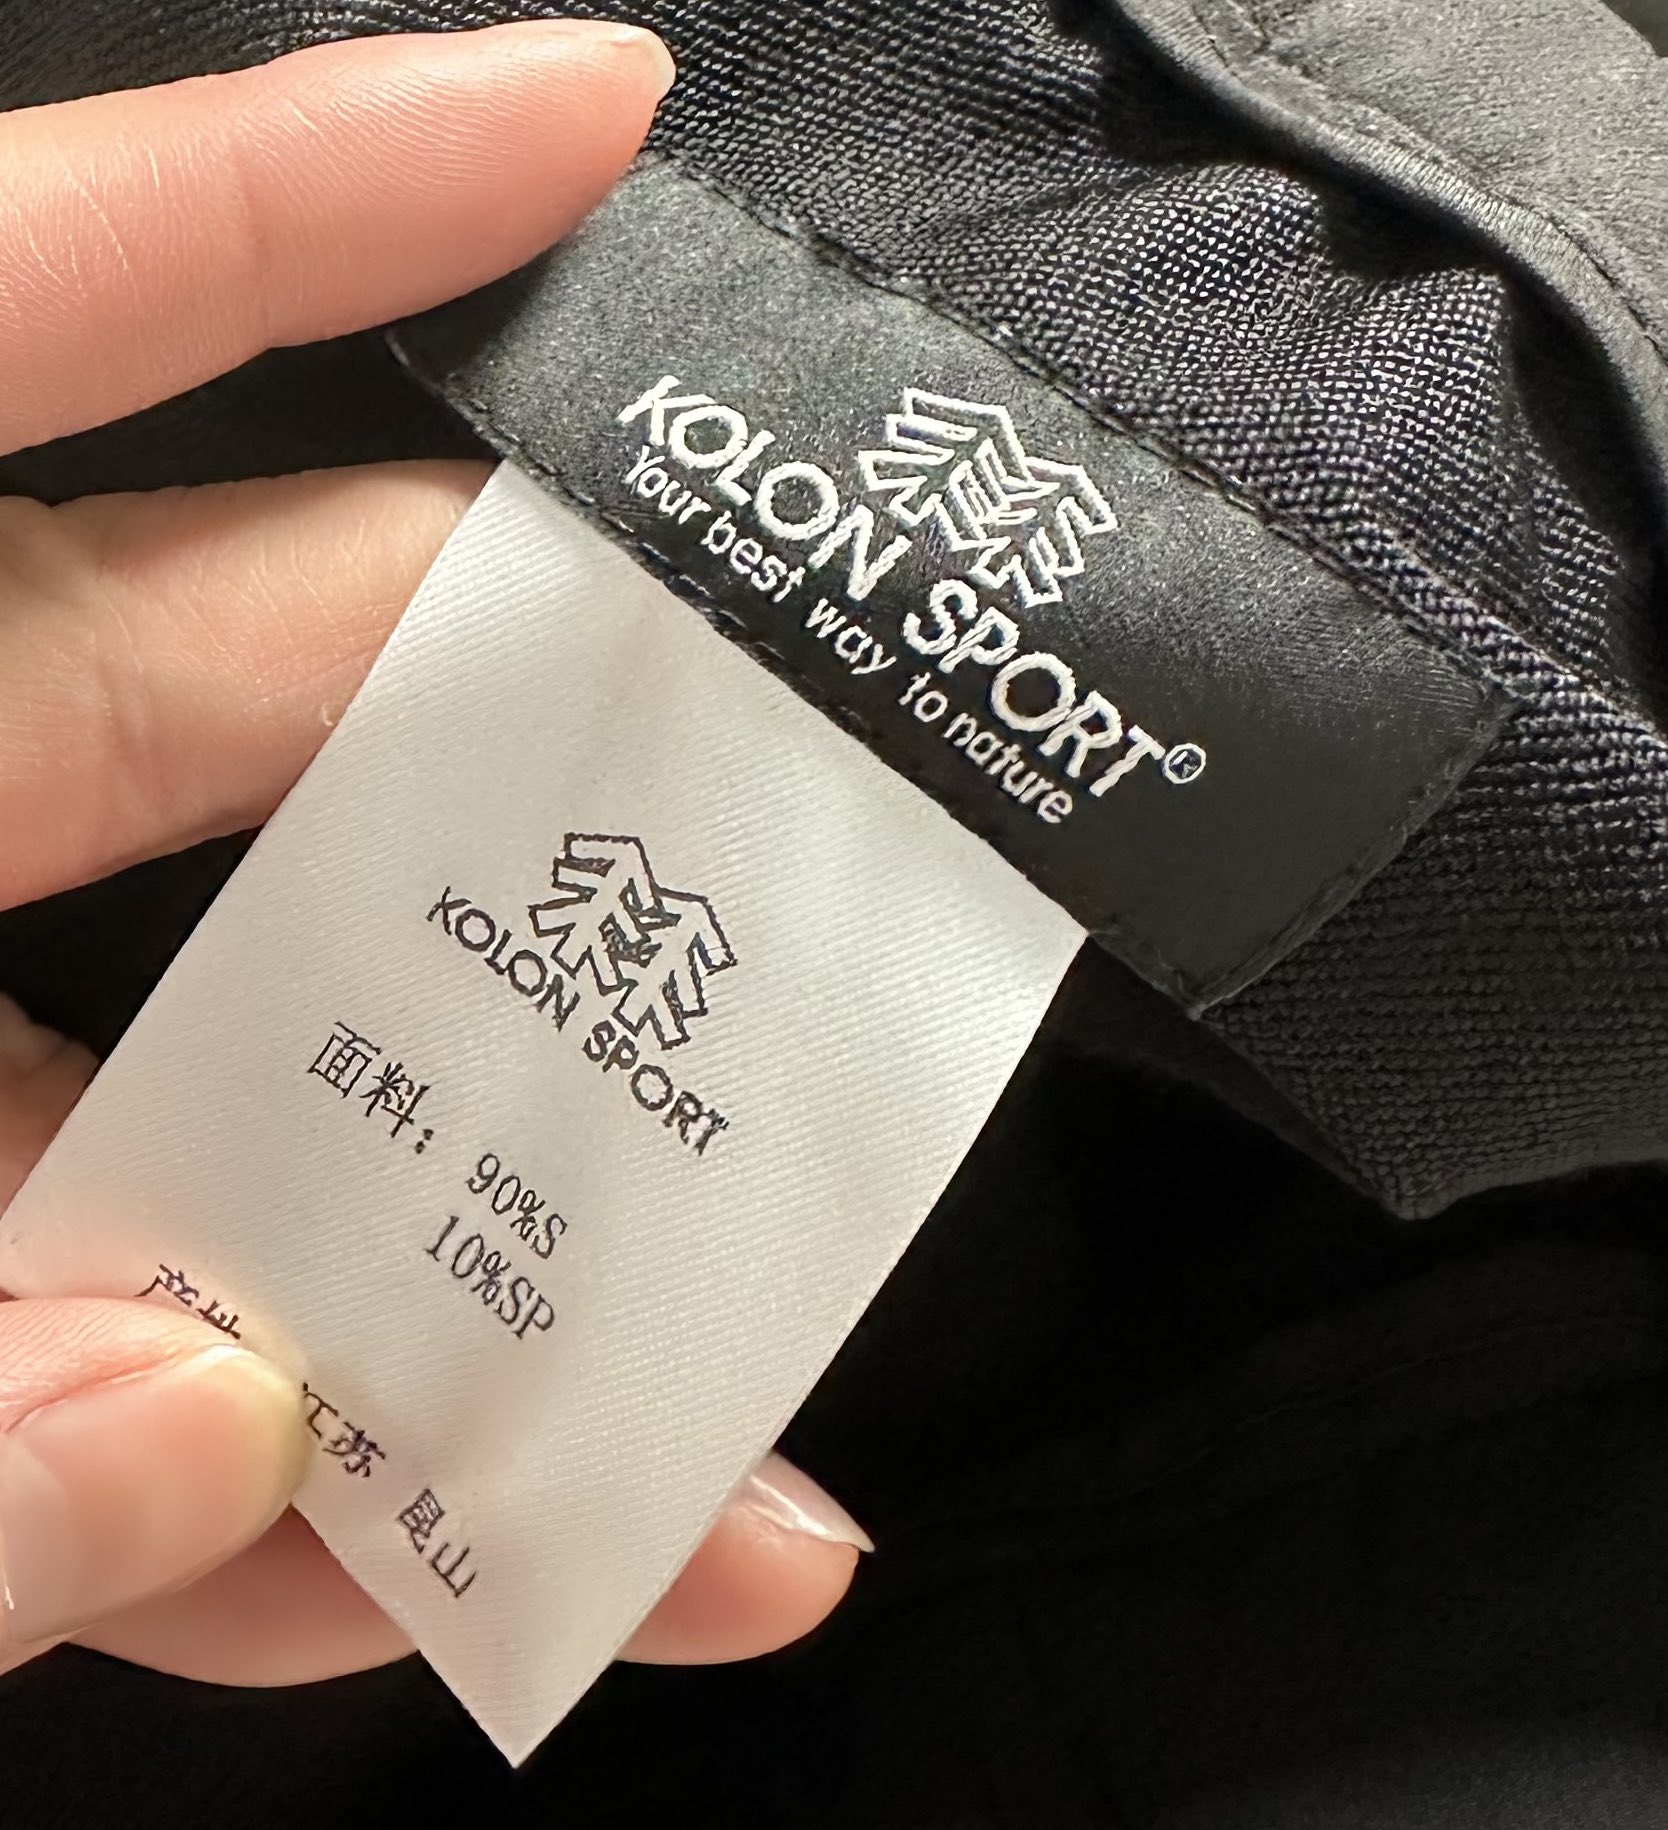 KOLON SPORT®
Your best way to nature
KOLON SPORT
面料：90%S
10%SP
江苏 昆山